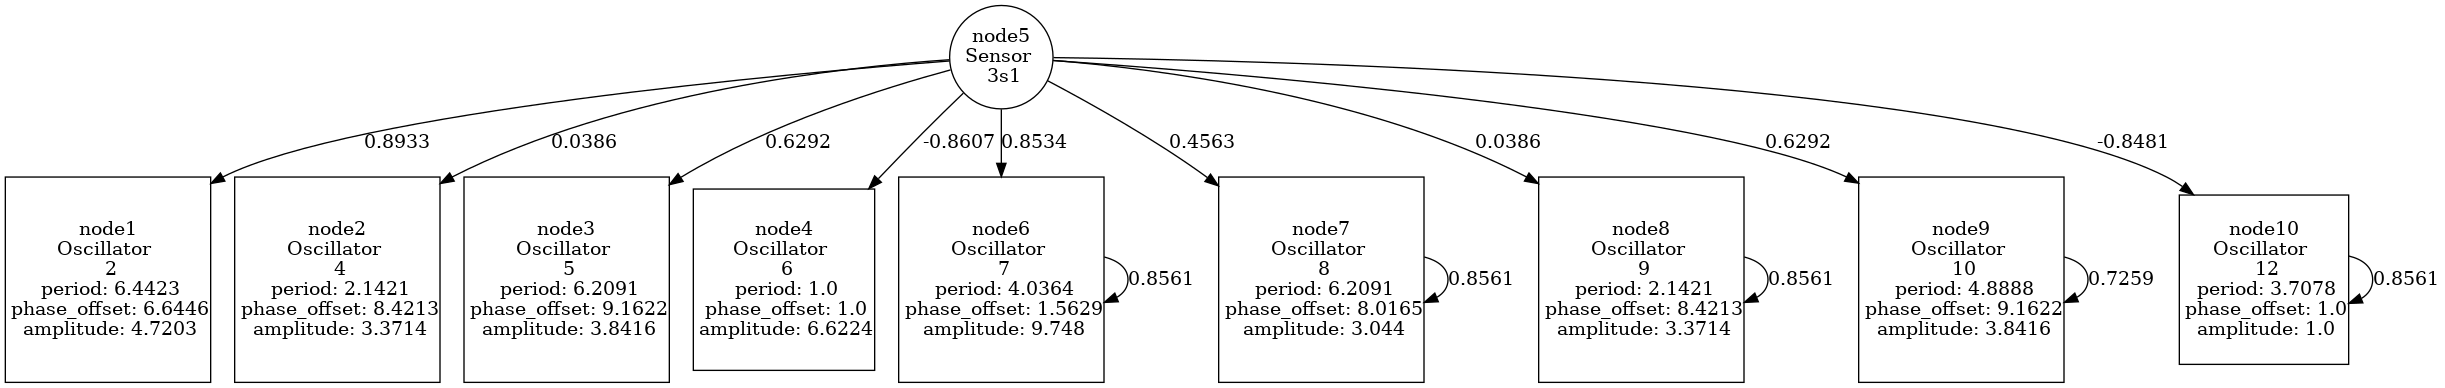 node5
Sensor
3s1
0.8933
0.0386
0.6292
-0.8607
0.8534
0.4563
0.0386
0.6292
-0.8481
node1
Oscillator
2
period: 6.4423
phase_offset: 6.6446
amplitude: 4.7203
node2
Oscillator
4
period: 2.1421
phase_offset: 8.4213
amplitude: 3.3714
node3
Oscillator
5
period: 6.2091
phase_offset: 9.1622
amplitude: 3.8416
node4
Oscillator
6
period: 1.0
phase_offset: 1.0
amplitude: 6.6224
node6
Oscillator
7
period: 4.0364
phase_offset: 1.5629
amplitude: 9.748
0.8561
node7
Oscillator
8
period: 6.2091
phase_offset: 8.0165
amplitude: 3.044
0.8561
node8
Oscillator
9
period: 2.1421
phase_offset: 8.4213
amplitude: 3.3714
0.8561
node9
Oscillator
10
period: 4.8888
phase_offset: 9.1622
amplitude: 3.8416
0.7259
node10
Oscillator
12
period: 3.7078
phase_offset: 1.0
amplitude: 1.0
0.8561